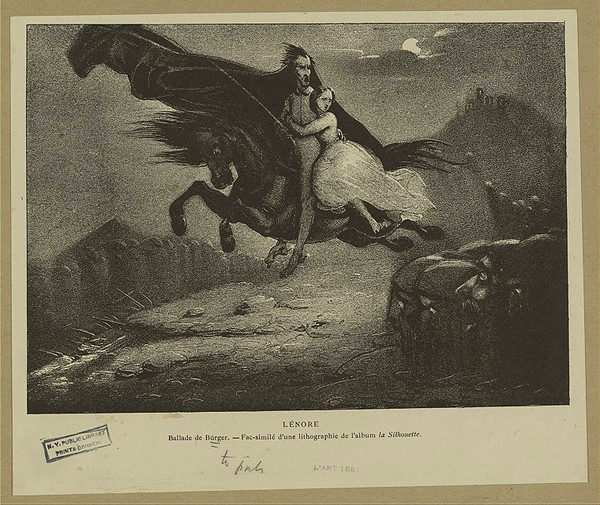 LÉNORE
Ballade de Bürger. — Fac-similé d'une lithographie de l'album la Silhouette.
N. Y. PUBLIC LIBRARY
PRINTS DIVISION
L'ART 1881